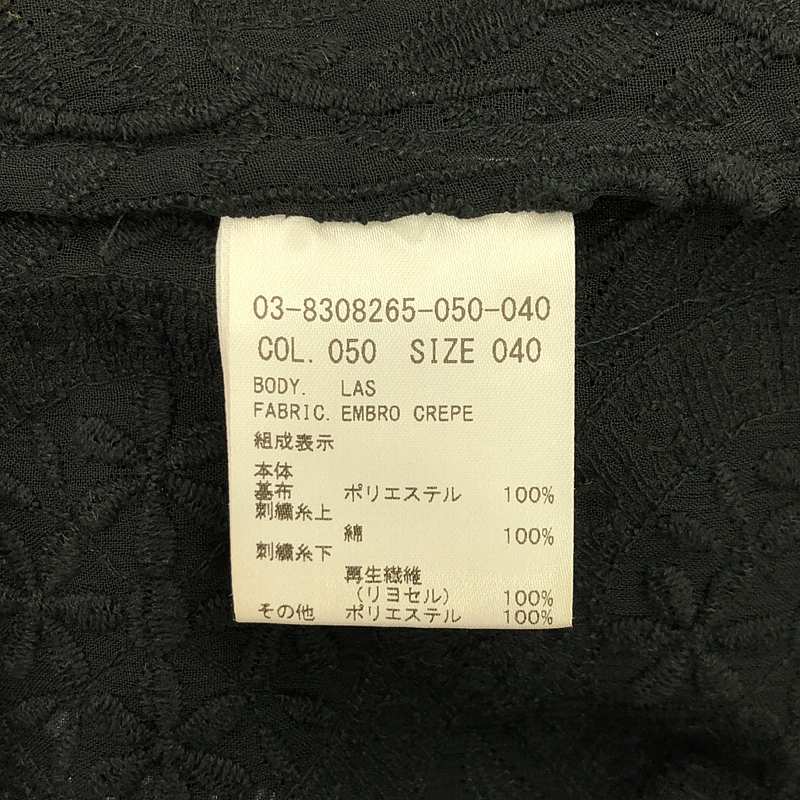 03-8308265-050-040
COL. 050 SIZE 040
BODY. LAS
FABRIC. EMBRO CREPE
組成表示
本体
基布 ポリエステル 100%
刺繍糸上
綿 100%
刺繍糸下
再生繊維
(リヨセル) 100%
その他 ポリエステル 100%